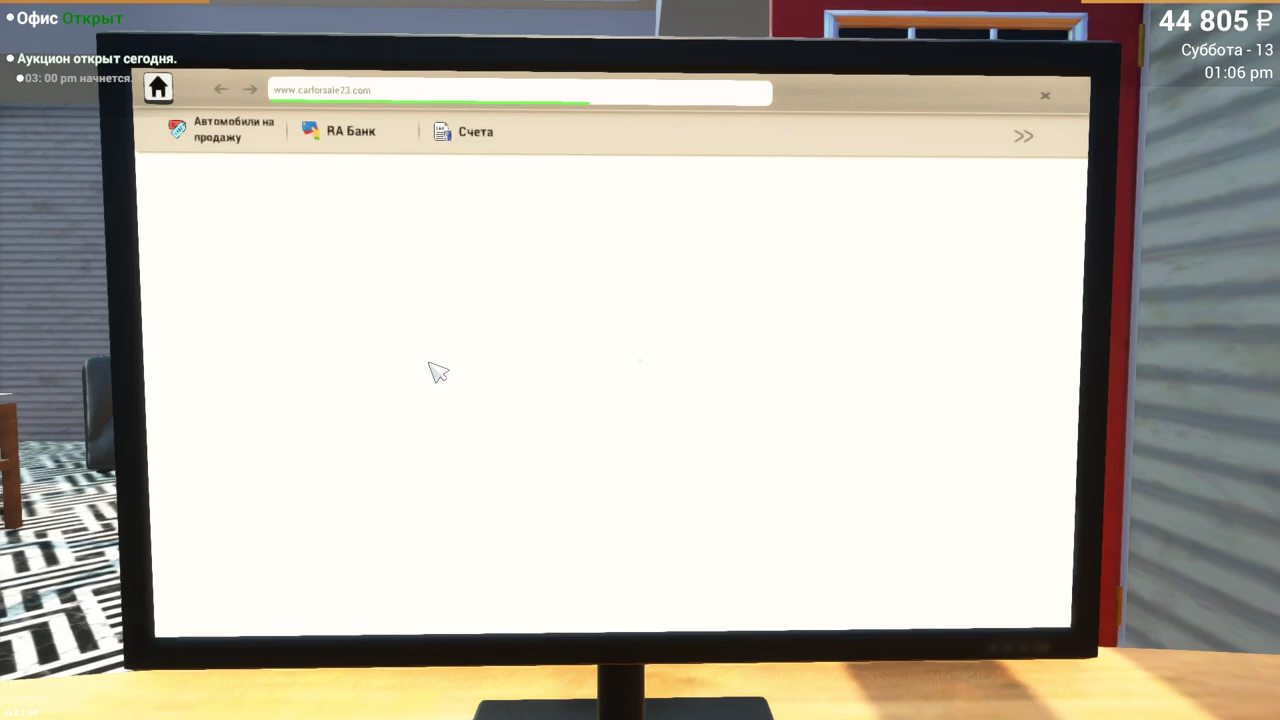 Офис Открыт
Аукцион открыт сегодня.
03: 00 pm начнется.
44 805 ₽
Суббота - 13
01:06 pm
www.carforsale23.com
Автомобили на
продажу
RA Банк
Счета
>>